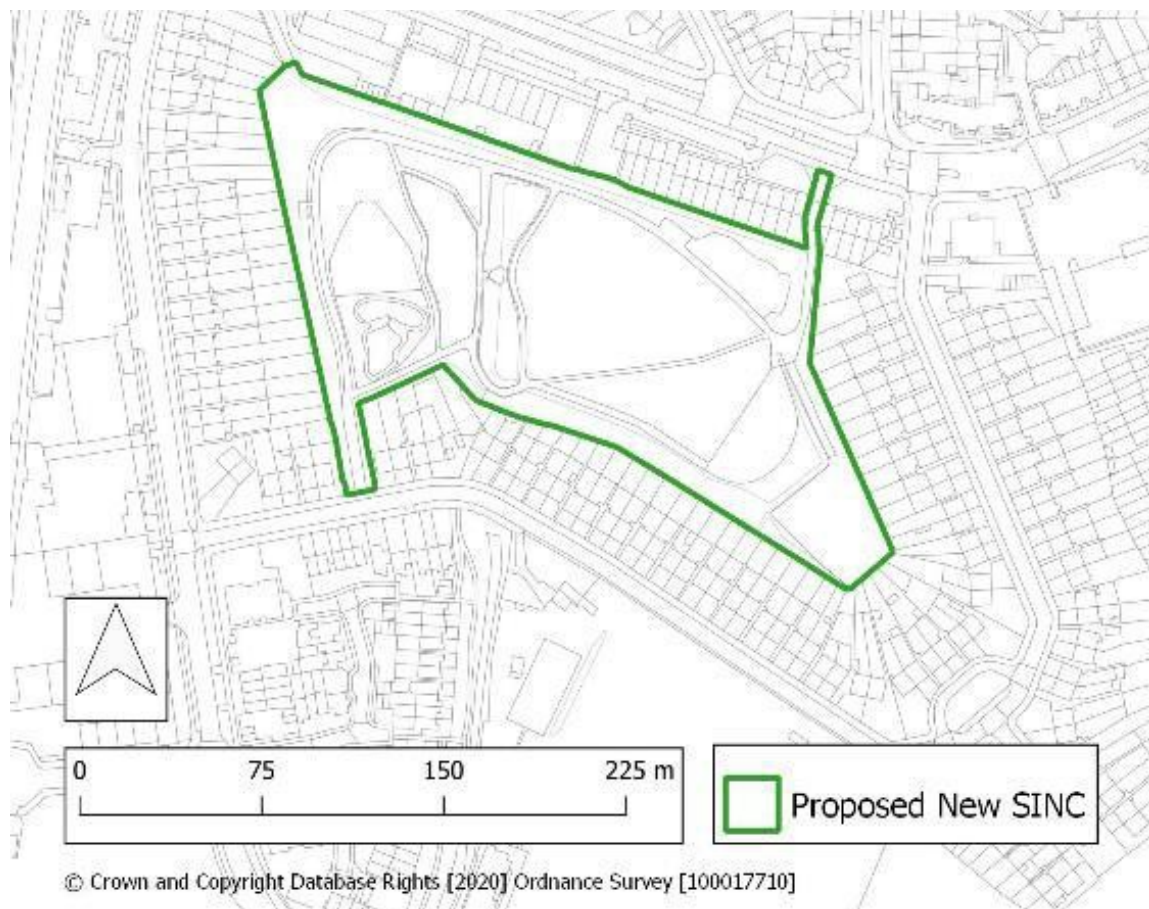 0 75 150 225 m
Proposed New SINC
© Crown and Copyright Database Rights [2020] Ordnance Survey [100017710]